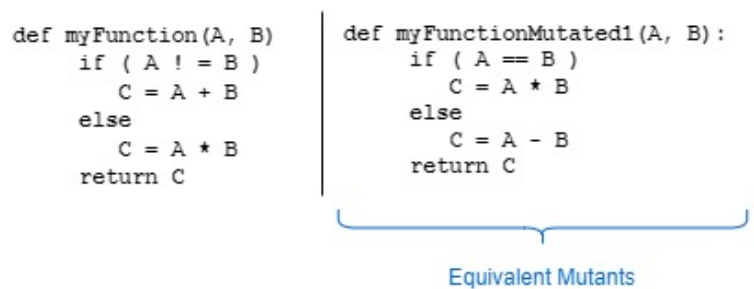 def myFunction(A, B)
if ( A ! = B )
C = A + B
else
C = A * B
return C
def myFunctionMutated1(A, B):
if ( A == B )
C = A * B
else
C = A - B
return C
Equivalent Mutants